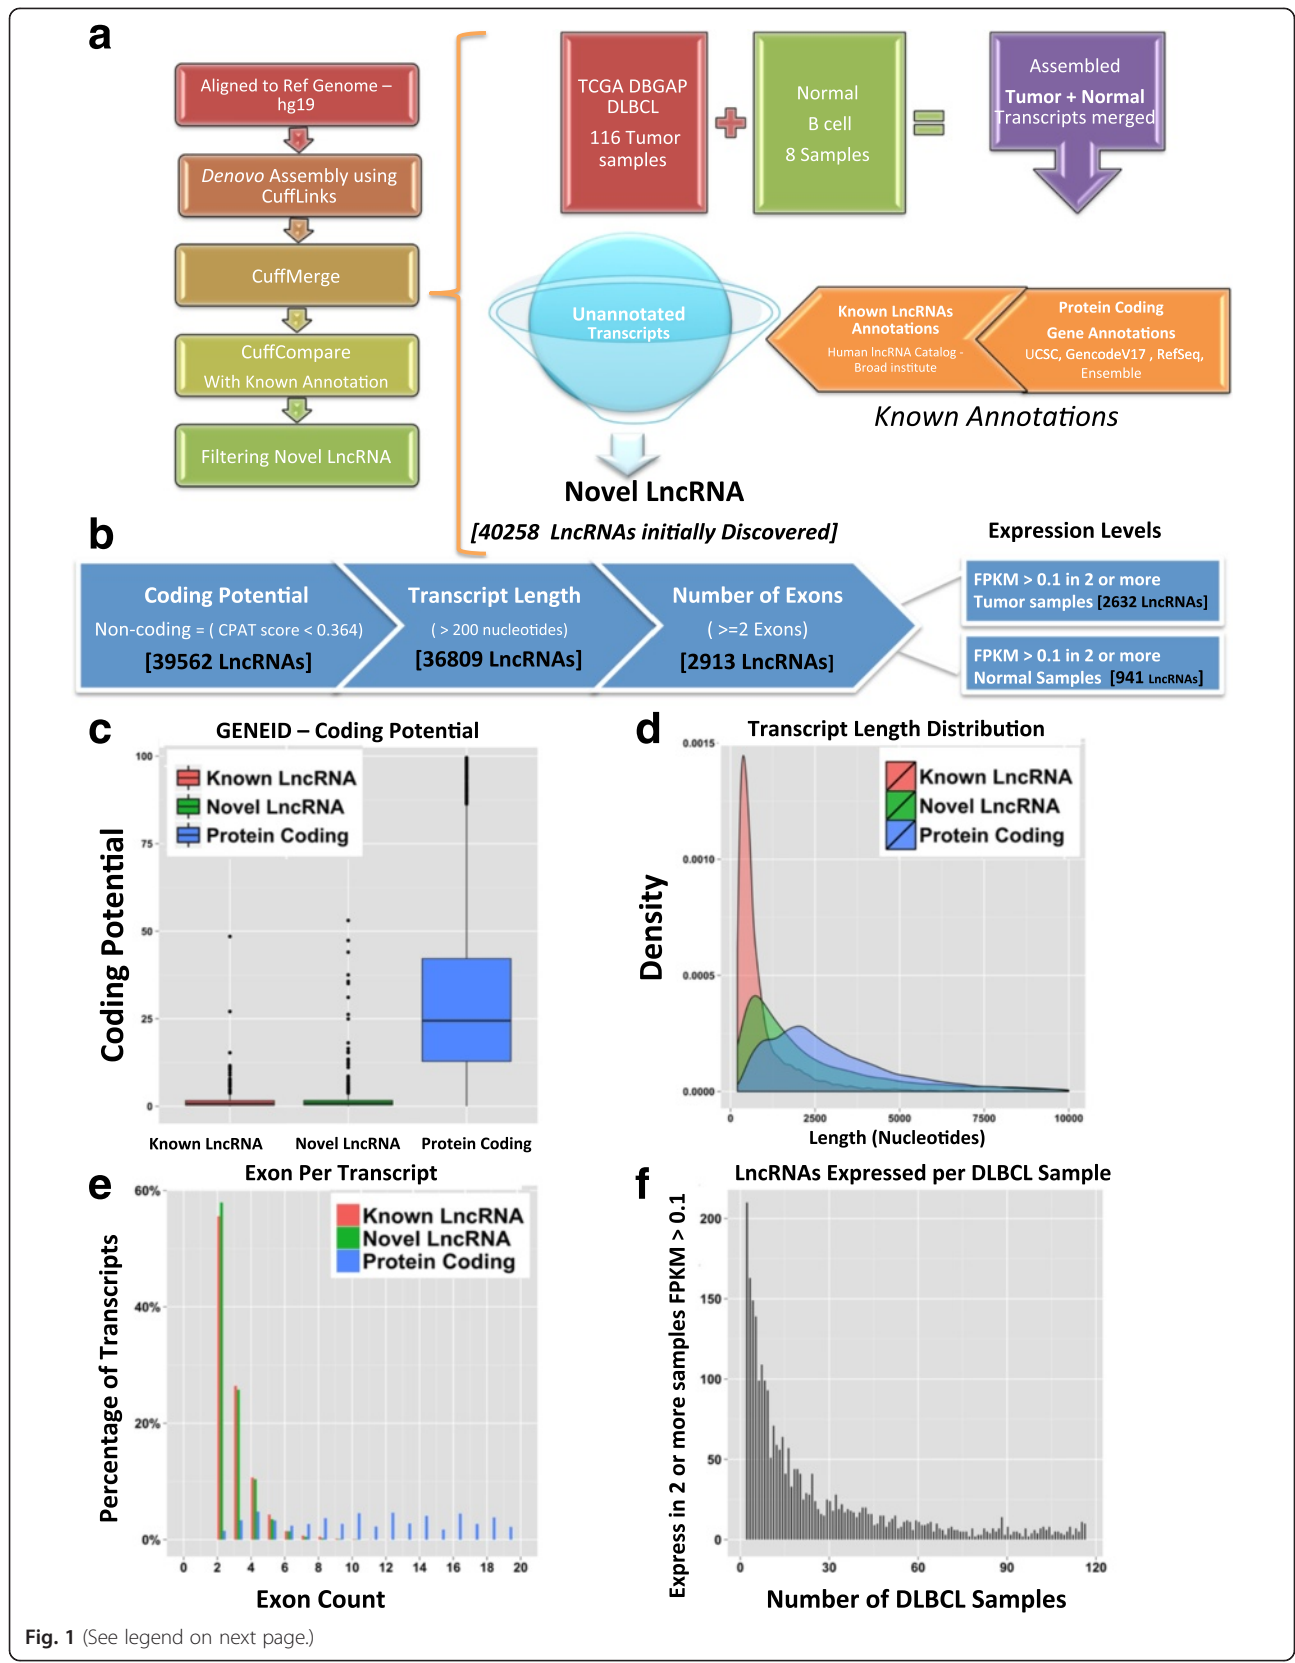 a
Aligned to Ref Genome –
hg19
Denovo Assembly using
CuffLinks
CuffMerge
CuffCompare
With Known Annotation
Filtering Novel LncRNA
TCGA DBGAP
DLBCL
116 Tumor
samples
Normal
B cell
8 Samples
Assembled
Tumor + Normal
Transcripts merged
Unannotated
Transcripts
Known LncRNAs
Annotations
Human lncRNA Catalog -
Broad institute
Protein Coding
Gene Annotations
UCSC, GencodeV17 , RefSeq,
Ensemble
Known Annotations
Novel LncRNA
[40258 LncRNAs initially Discovered]
b
Coding Potential
Non-coding = ( CPAT score < 0.364)
[39562 LncRNAs]
Transcript Length
( > 200 nucleotides)
[36809 LncRNAs]
Number of Exons
( >=2 Exons)
[2913 LncRNAs]
Expression Levels
FPKM > 0.1 in 2 or more
Tumor samples [2632 LncRNAs]
FPKM > 0.1 in 2 or more
Normal Samples [941 LncRNAs]
c
GENEID – Coding Potential
Coding Potential
100
75
50
25
0
Known LncRNA
Novel LncRNA
Protein Coding
Known LncRNA
Novel LncRNA
Protein Coding
d
Transcript Length Distribution
Density
0.0015
0.0010
0.0005
0.0000
Known LncRNA
Novel LncRNA
Protein Coding
0
2500
5000
7500
10000
Length (Nucleotides)
e
Exon Per Transcript
Percentage of Transcripts
60%
40%
20%
0%
Known LncRNA
Novel LncRNA
Protein Coding
0
2
4
6
8
10
12
14
16
18
20
Exon Count
f
LncRNAs Expressed per DLBCL Sample
Express in 2 or more samples FPKM > 0.1
200
150
100
50
0
0
30
60
90
120
Number of DLBCL Samples
Fig. 1 (See legend on next page.)